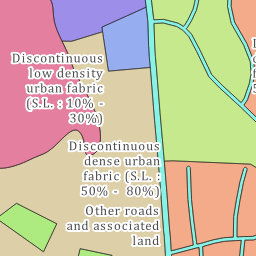 Discontinuous
low density
urban fabric
(S.L. : 10% -
30%)
Discontinuous
dense urban
fabric (S.L. :
50% - 80%)
Other roads
and associated
land